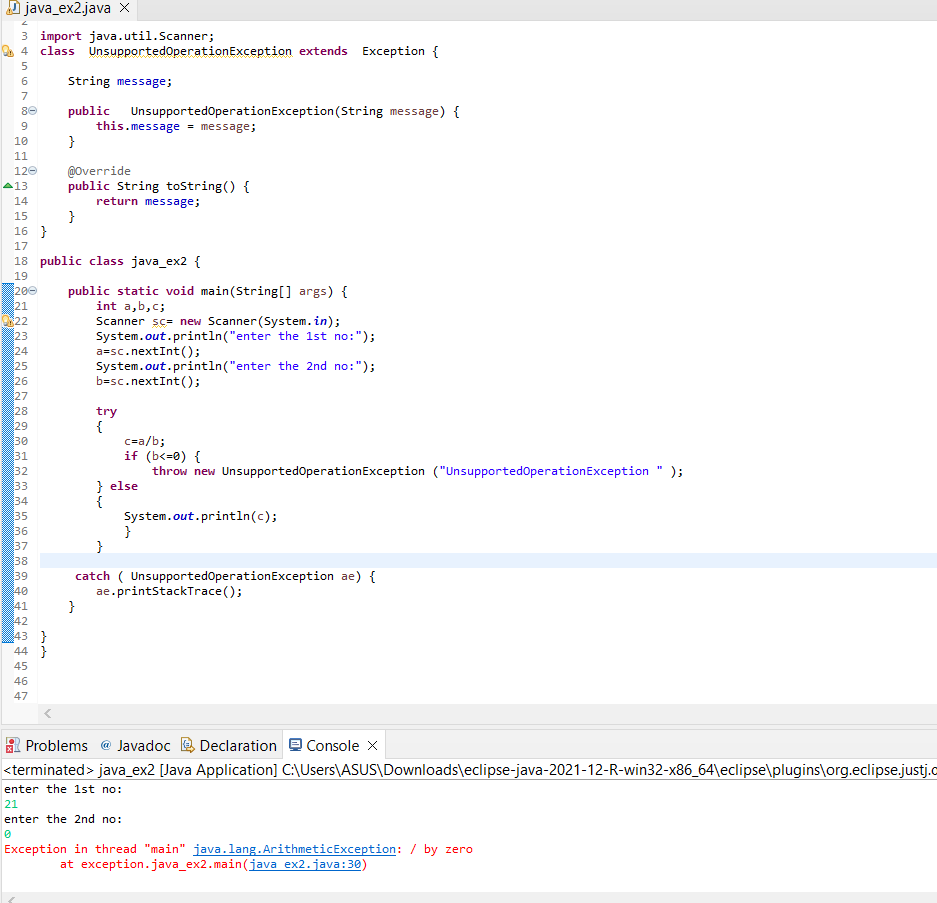 java_ex2.java
2
3 import java.util.Scanner;
4 class  UnsupportedOperationException extends  Exception {
5
6     String message;
7
8     public   UnsupportedOperationException(String message) {
9         this.message = message;
10     }
11
12     @Override
13     public String toString() {
14         return message;
15     }
16 }
17
18 public class java_ex2 {
19
20     public static void main(String[] args) {
21         int a,b,c;
22         Scanner sc= new Scanner(System.in);
23         System.out.println("enter the 1st no:");
24         a=sc.nextInt();
25         System.out.println("enter the 2nd no:");
26         b=sc.nextInt();
27
28         try
29         {
30             c=a/b;
31             if (b<=0) {
32                 throw new UnsupportedOperationException ("UnsupportedOperationException " );
33         } else
34         {
35             System.out.println(c);
36             }
37         }
38
39      catch ( UnsupportedOperationException ae) {
40         ae.printStackTrace();
41     }
42
43 }
44 }
45
46
47
Problems @ Javadoc Declaration Console
<terminated> java_ex2 [Java Application] C:\Users\ASUS\Downloads\eclipse-java-2021-12-R-win32-x86_64\eclipse\plugins\org.eclipse.justj.o
enter the 1st no:
21
enter the 2nd no:
0
Exception in thread "main" java.lang.ArithmeticException: / by zero
at exception.java_ex2.main(java_ex2.java:30)